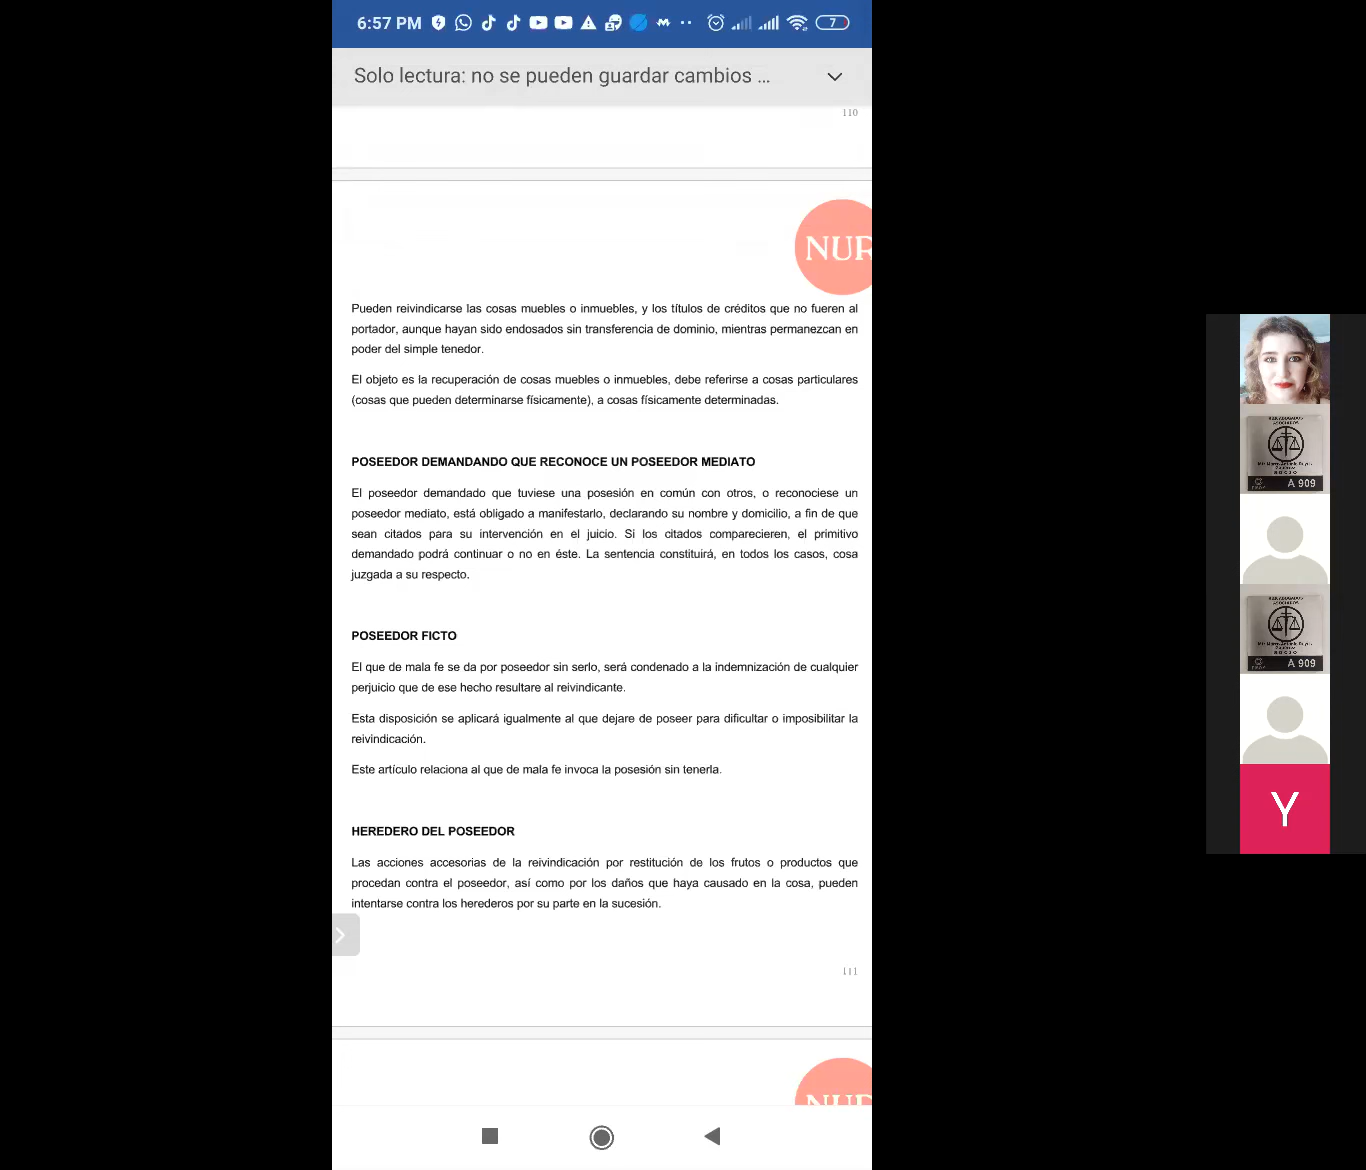 6:57 PM
7
Solo lectura: no se pueden guardar cambios ...
110
NUR
Pueden reivindicarse las cosas muebles o inmuebles, y los títulos de créditos que no fueren al
portador, aunque hayan sido endosados sin transferencia de dominio, mientras permanezcan en
poder del simple tenedor.
El objeto es la recuperación de cosas muebles o inmuebles, debe referirse a cosas particulares
(cosas que pueden determinarse físicamente), a cosas físicamente determinadas.
POSEEDOR DEMANDANDO QUE RECONOCE UN POSEEDOR MEDIATO
El poseedor demandado que tuviese una posesión en común con otros, o reconociese un
poseedor mediato, está obligado a manifestarlo, declarando su nombre y domicilio, a fin de que
sean citados para su intervención en el juicio. Si los citados comparecieren, el primitivo
demandado podrá continuar o no en éste. La sentencia constituirá, en todos los casos, cosa
juzgada a su respecto.
POSEEDOR FICTO
El que de mala fe se da por poseedor sin serlo, será condenado a la indemnización de cualquier
perjuicio que de ese hecho resultare al reivindicante.
Esta disposición se aplicará igualmente al que dejare de poseer para dificultar o imposibilitar la
reivindicación.
Este artículo relaciona al que de mala fe invoca la posesión sin tenerla.
HEREDERO DEL POSEEDOR
Las acciones accesorias de la reivindicación por restitución de los frutos o productos que
procedan contra el poseedor, así como por los daños que haya causado en la cosa, pueden
intentarse contra los herederos por su parte en la sucesión.
111
NUR
ABOGADOS
ASOCIADOS
A 909
ASOCIADOS
A 909
Y